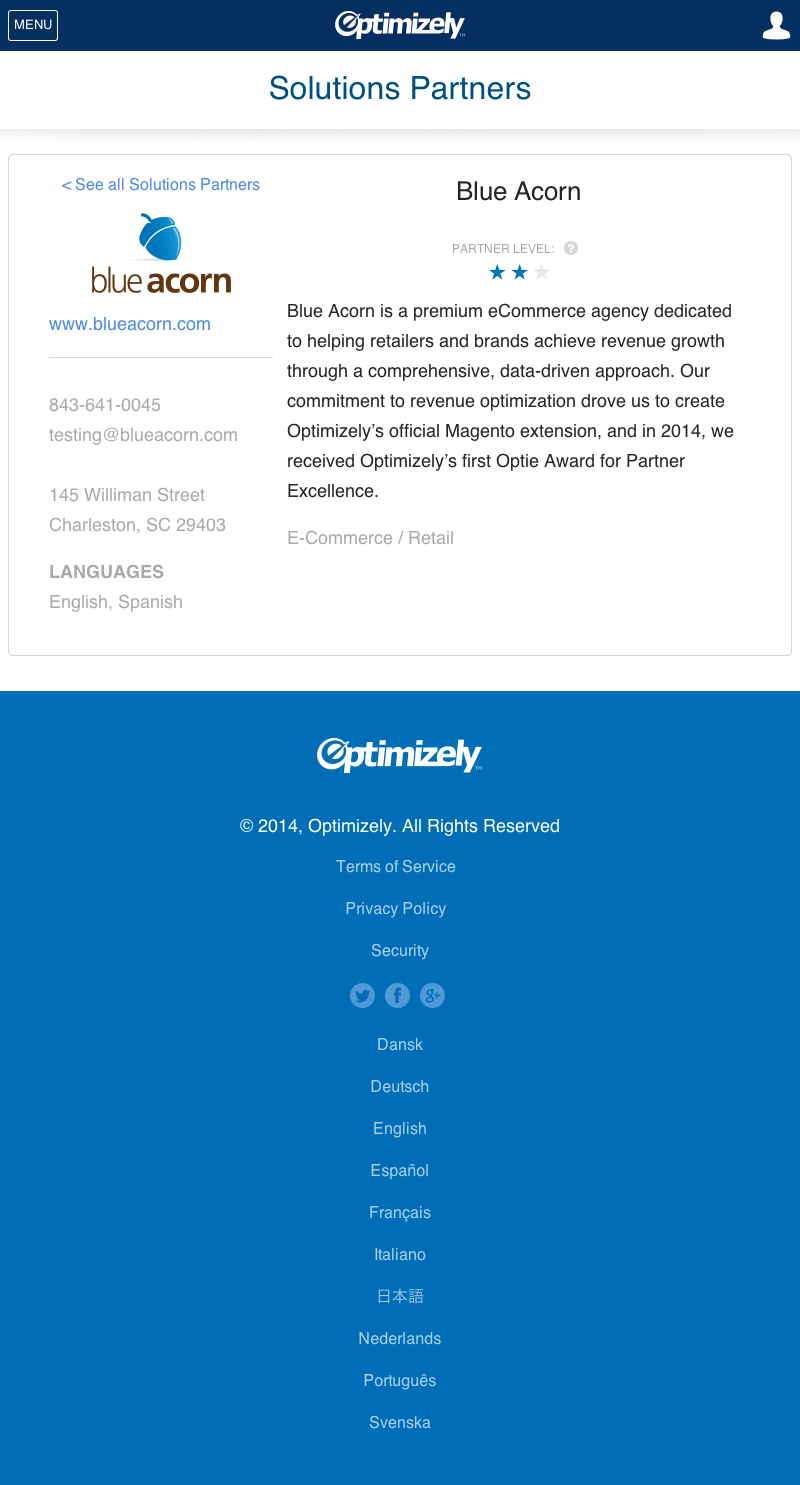 MENU
Optimizely
Solutions Partners
< See all Solutions Partners
blue acorn
www.blueacorn.com
843-641-0045
testing@blueacorn.com
145 Williman Street
Charleston, SC 29403
LANGUAGES
English, Spanish
Blue Acorn
PARTNER LEVEL: ?
Blue Acorn is a premium eCommerce agency dedicated
to helping retailers and brands achieve revenue growth
through a comprehensive, data-driven approach. Our
commitment to revenue optimization drove us to create
Optimizely’s official Magento extension, and in 2014, we
received Optimizely’s first Optie Award for Partner
Excellence.
E-Commerce / Retail
Optimizely™
© 2014, Optimizely. All Rights Reserved
Terms of Service
Privacy Policy
Security
Dansk
Deutsch
English
Español
Français
Italiano
日本語
Nederlands
Português
Svenska